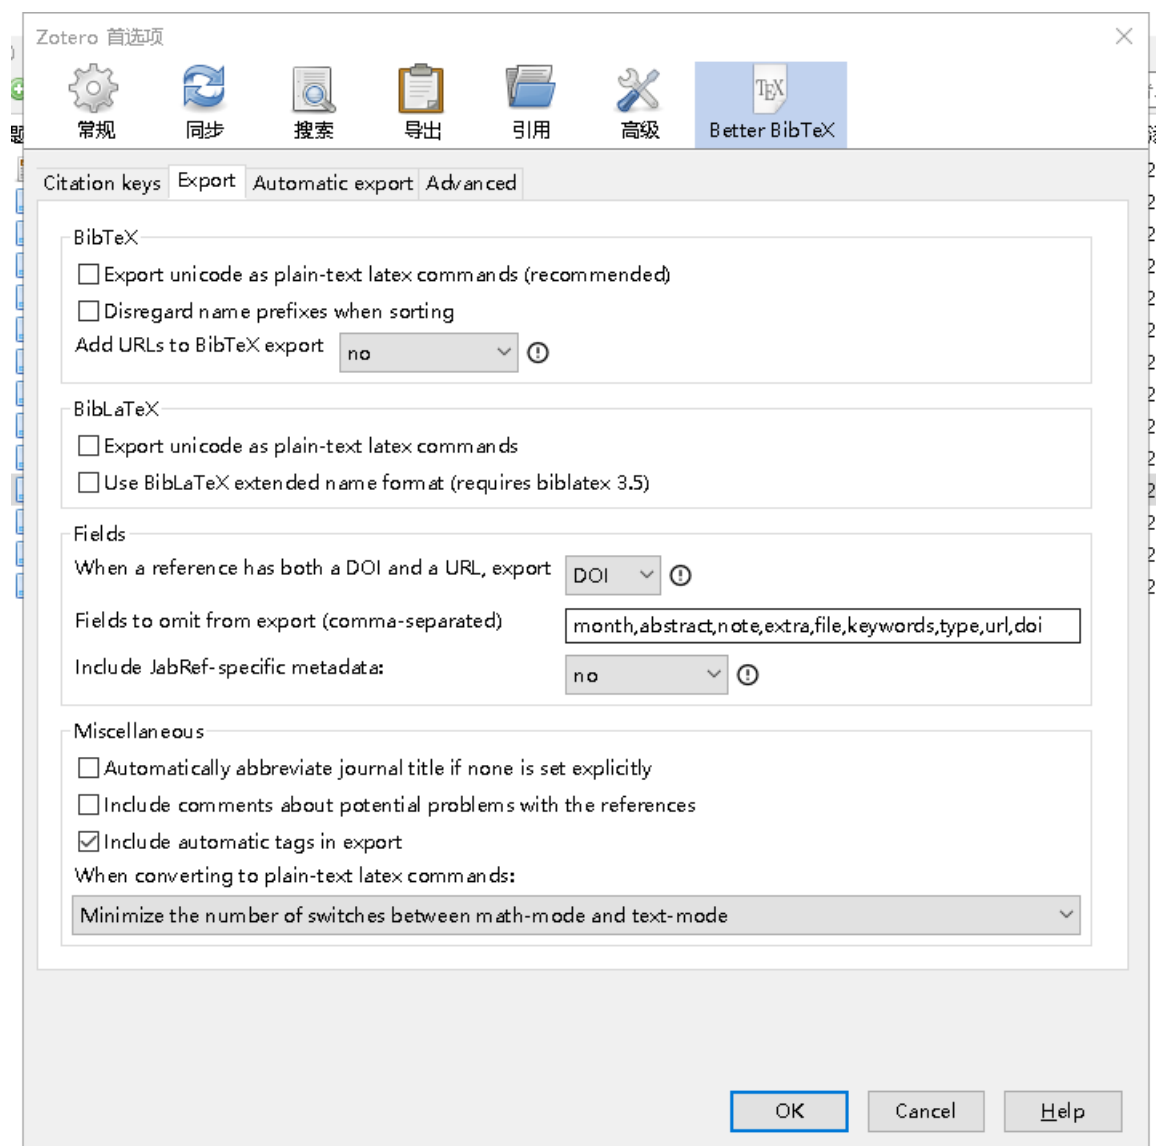 Zotero 首选项
常规
同步
搜索
导出
引用
高级
TEX
Better BibTeX
Citation keys
Export
Automatic export
Advanced
BibTeX
Export unicode as plain-text latex commands (recommended)
Disregard name prefixes when sorting
Add URLs to BibTeX export
no
BibLaTeX
Export unicode as plain-text latex commands
Use BibLaTeX extended name format (requires biblatex 3.5)
Fields
When a reference has both a DOI and a URL, export
DOI
Fields to omit from export (comma-separated)
month,abstract,note,extra,file,keywords,type,url,doi
Include JabRef-specific metadata:
no
Miscellaneous
Automatically abbreviate journal title if none is set explicitly
Include comments about potential problems with the references
Include automatic tags in export
When converting to plain-text latex commands:
Minimize the number of switches between math-mode and text-mode
OK
Cancel
Help